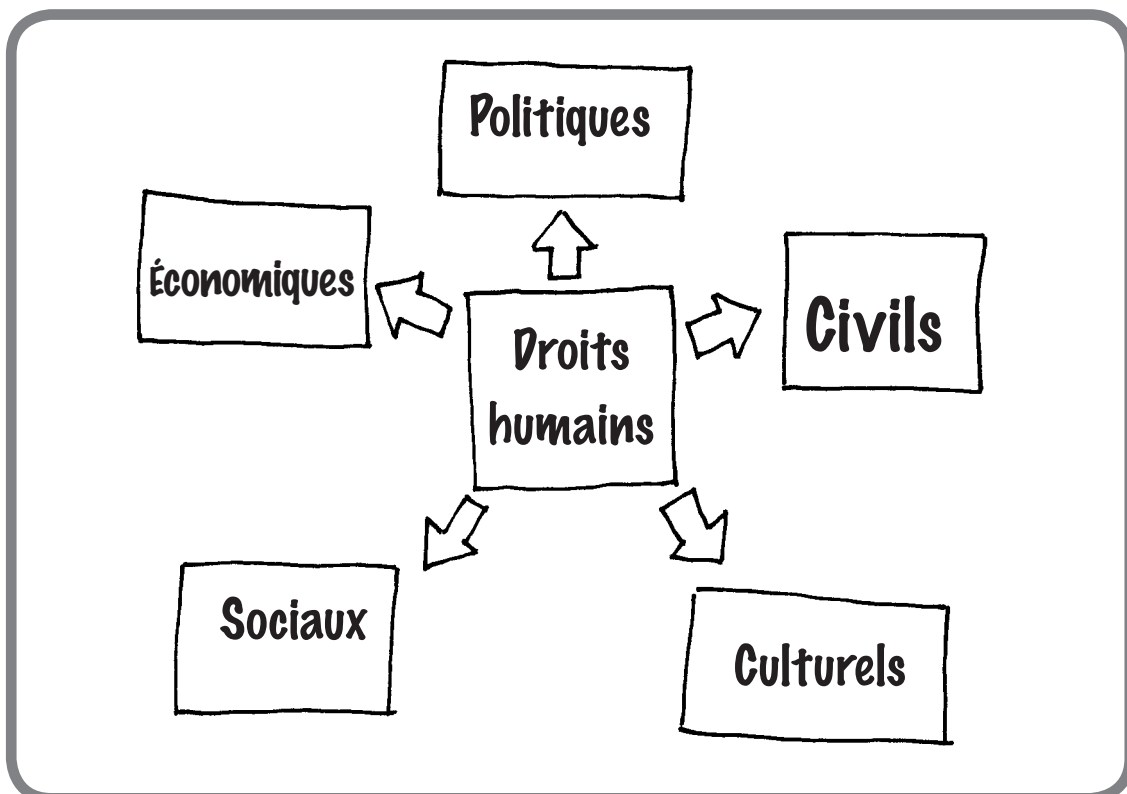 Politiques
Économiques
Civils
Droits
humains
Sociaux
Culturels